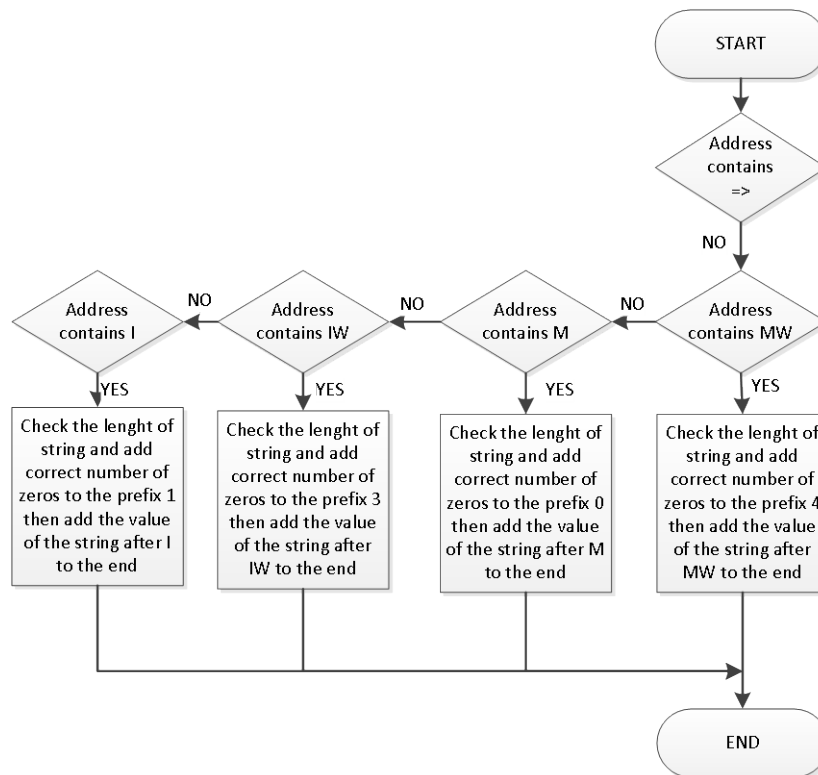 START
Address
contains
=>
NO
Address
contains MW
NO
Address
contains M
NO
Address
contains IW
NO
Address
contains I
YES
YES
YES
YES
Check the lenght of
string and add
correct number of
zeros to the prefix 1
then add the value
of the string after I
to the end
Check the lenght of
string and add
correct number of
zeros to the prefix 3
then add the value
of the string after
IW to the end
Check the lenght of
string and add
correct number of
zeros to the prefix 0
then add the value
of the string after M
to the end
Check the lenght of
string and add
correct number of
zeros to the prefix 4
then add the value
of the string after
MW to the end
END